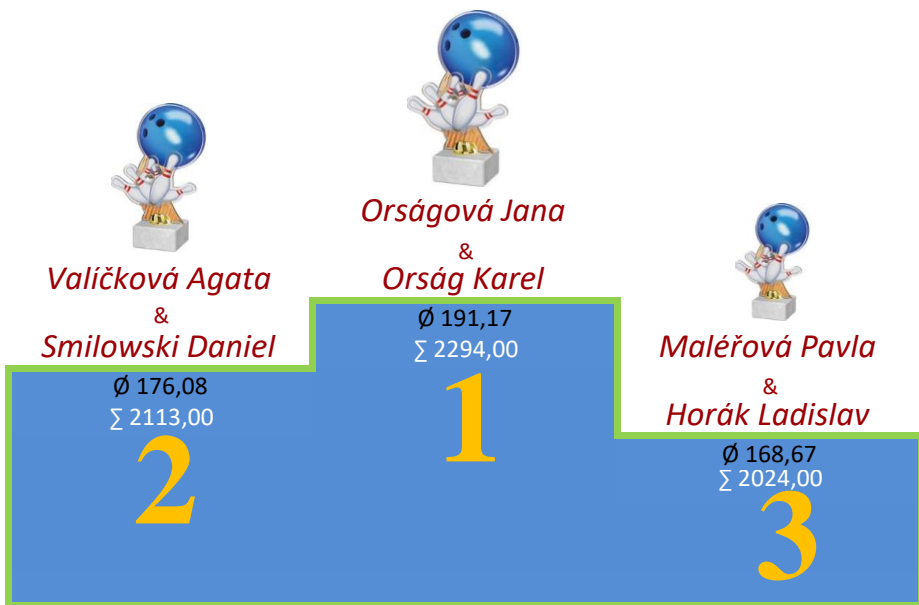 Orságová Jana
&
Orság Karel
Ø 191,17
∑ 2294,00
1
Valíčková Agata
&
Smilowski Daniel
Ø 176,08
∑ 2113,00
2
Maléřová Pavla
&
Horák Ladislav
Ø 168,67
∑ 2024,00
3